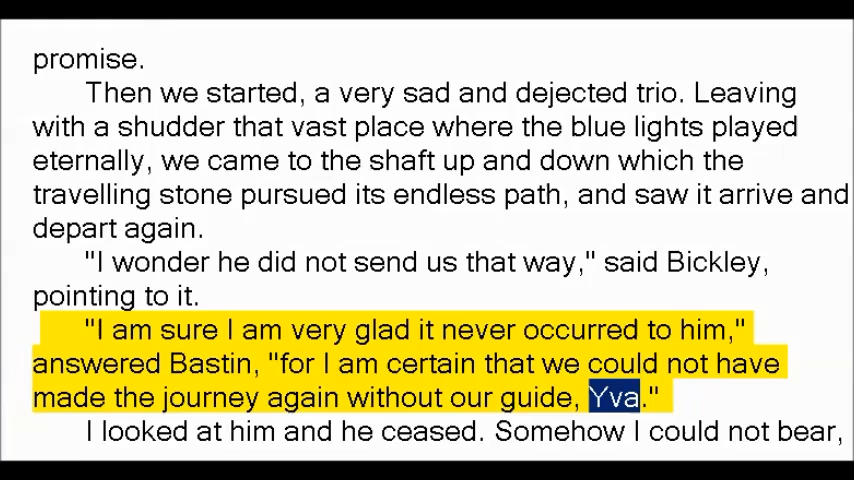 promise.
Then we started, a very sad and dejected trio. Leaving
with a shudder that vast place where the blue lights played
eternally, we came to the shaft up and down which the
travelling stone pursued its endless path, and saw it arrive and
depart again.
"I wonder he did not send us that way," said Bickley,
pointing to it.
"I am sure I am very glad it never occurred to him,"
answered Bastin, "for I am certain that we could not have
made the journey again without our guide, Yva."
I looked at him and he ceased. Somehow I could not bear,